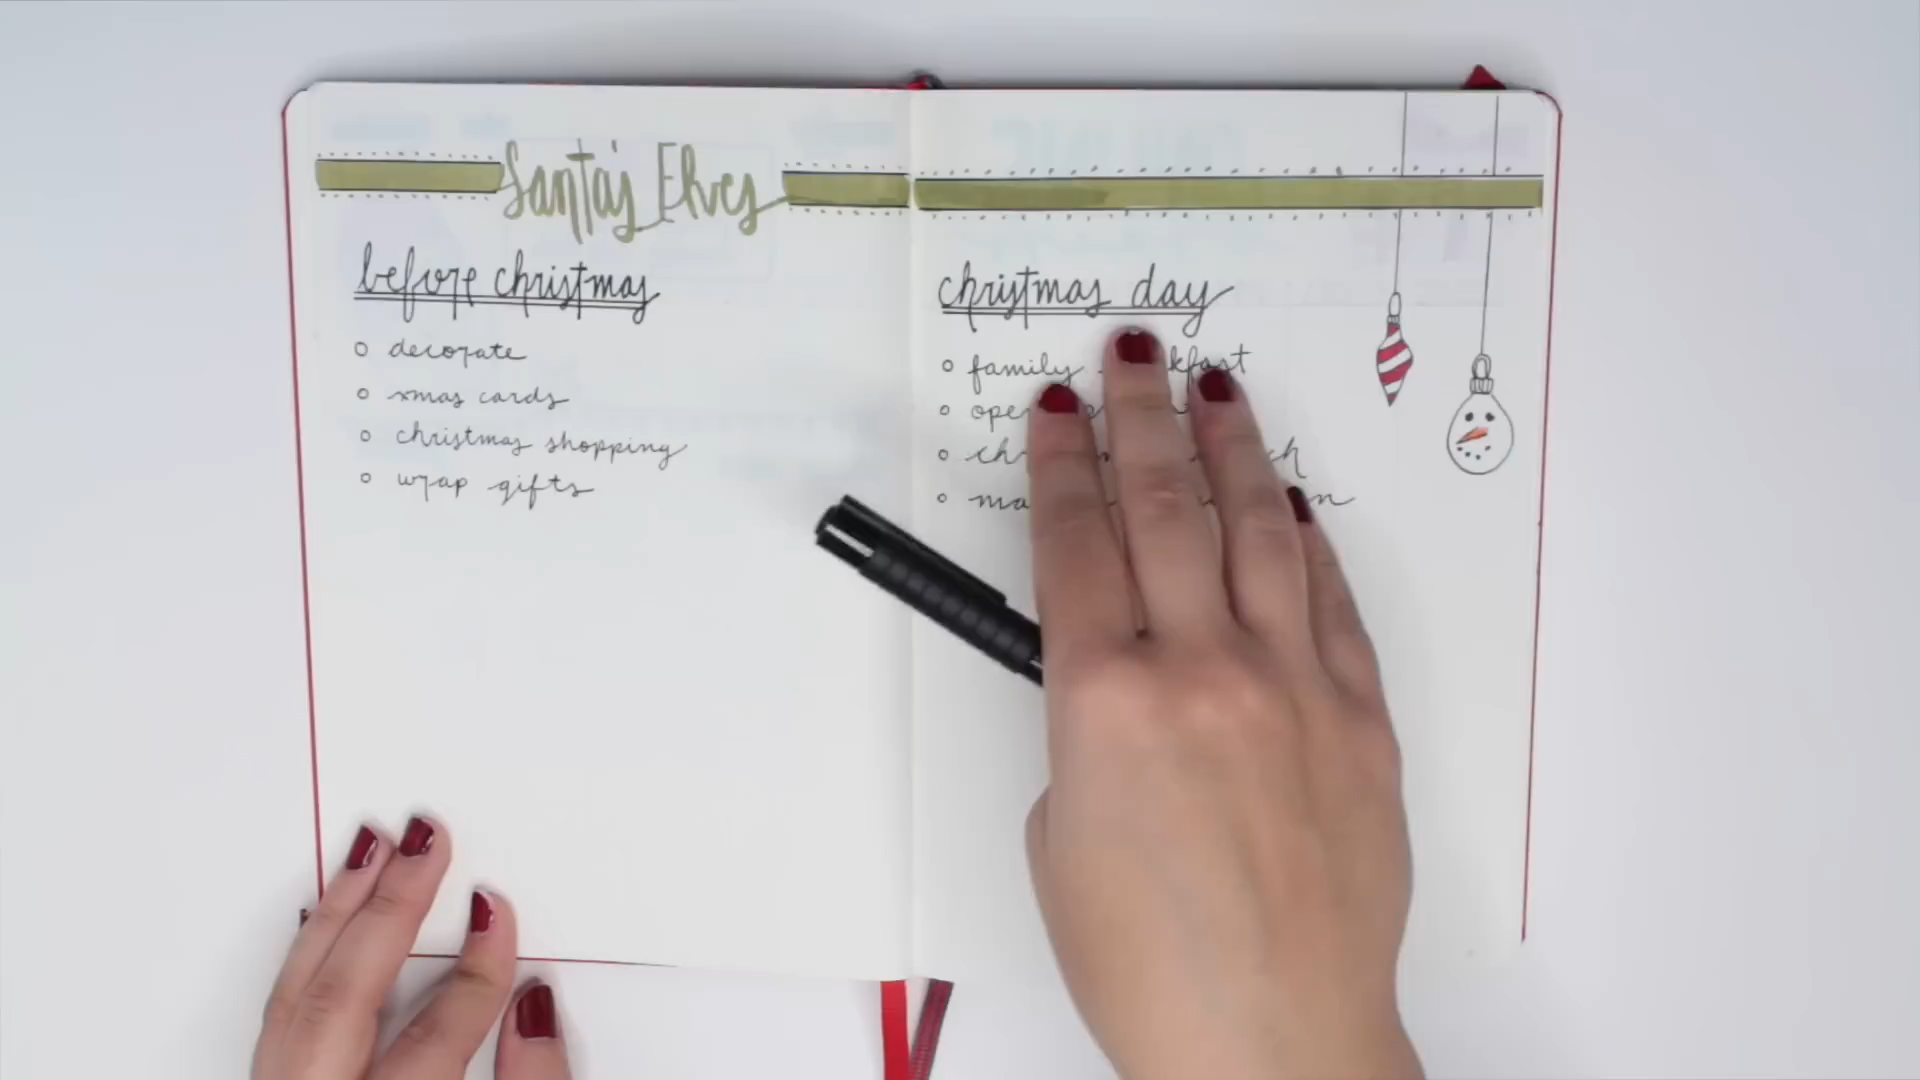 Santa's Elves
before christmas
decorate
xmas cards
christmas shopping
wrap gifts
christmas day
family